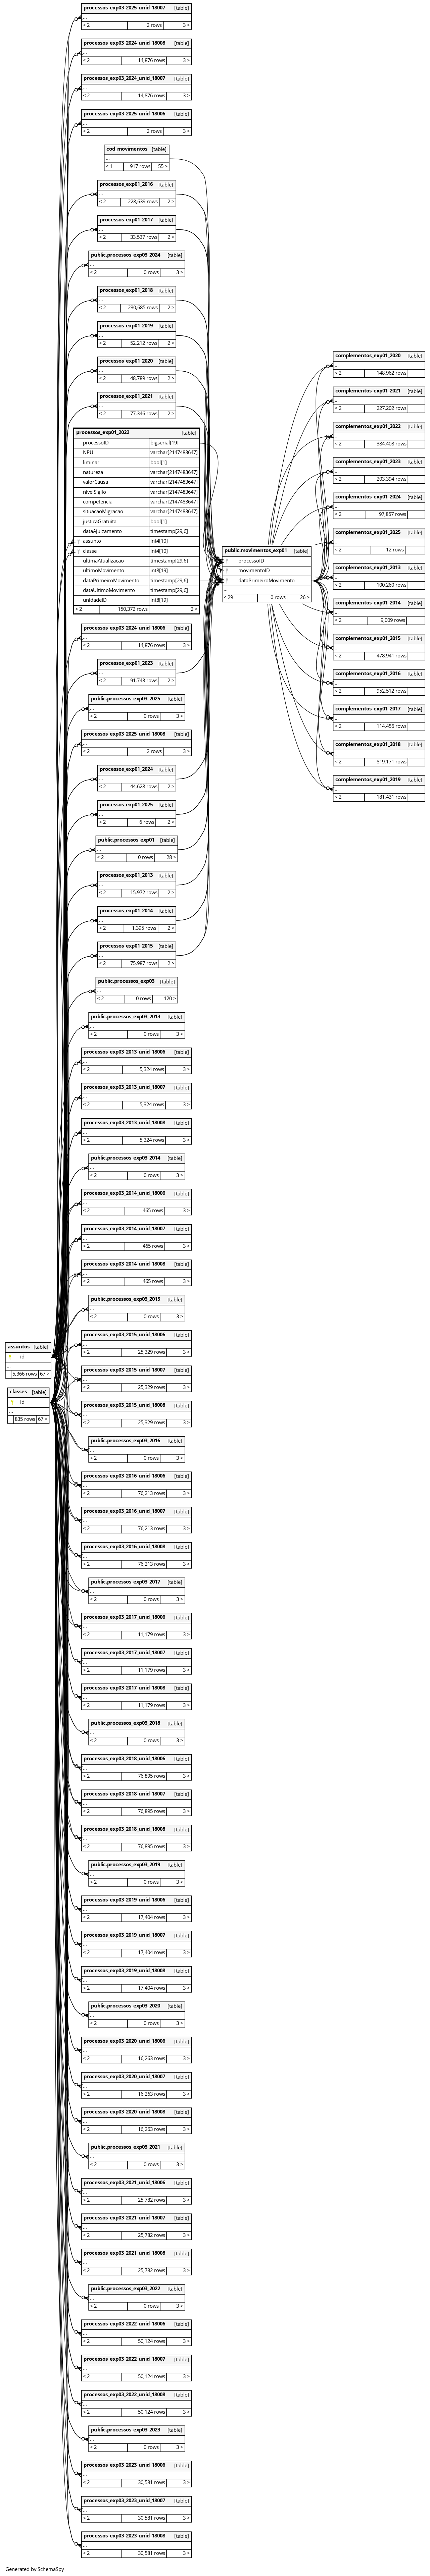 processos_exp03_2025_unid_18007 [table]
...
< 2 2 rows 3 >
processos_exp03_2024_unid_18008 [table]
...
< 2 14,876 rows 3 >
processos_exp03_2024_unid_18007 [table]
...
< 2 14,876 rows 3 >
processos_exp03_2025_unid_18006 [table]
...
< 2 2 rows 3 >
cod_movimentos [table]
...
< 1 917 rows 55 >
processos_exp01_2016 [table]
...
< 2 228,639 rows 2 >
processos_exp01_2017 [table]
...
< 2 33,537 rows 2 >
public.processos_exp03_2024 [table]
...
< 2 0 rows 3 >
processos_exp01_2018 [table]
...
< 2 230,685 rows 2 >
processos_exp01_2019 [table]
...
< 2 52,212 rows 2 >
processos_exp01_2020 [table]
...
< 2 48,789 rows 2 >
processos_exp01_2021 [table]
...
< 2 77,346 rows 2 >
processos_exp01_2022 [table]
processoID bigserial[19]
NPU varchar[2147483647]
liminar bool[1]
natureza varchar[2147483647]
valorCausa varchar[2147483647]
nivelSigilo varchar[2147483647]
competencia varchar[2147483647]
situacaoMigracao varchar[2147483647]
justicaGratuita bool[1]
dataAjuizamento timestamp[29,6]
assunto int4[10]
classe int4[10]
ultimaAtualizacao timestamp[29,6]
ultimoMovimento int8[19]
dataPrimeiroMovimento timestamp[29,6]
dataUltimoMovimento timestamp[29,6]
unidadeID int8[19]
< 2 150,372 rows 2 >
processos_exp03_2024_unid_18006 [table]
...
< 2 14,876 rows 3 >
processos_exp01_2023 [table]
...
< 2 91,743 rows 2 >
public.processos_exp03_2025 [table]
...
< 2 0 rows 3 >
processos_exp03_2025_unid_18008 [table]
...
< 2 2 rows 3 >
processos_exp01_2024 [table]
...
< 2 44,628 rows 2 >
processos_exp01_2025 [table]
...
< 2 6 rows 2 >
public.processos_exp01 [table]
...
< 2 0 rows 28 >
processos_exp01_2013 [table]
...
< 2 15,972 rows 2 >
processos_exp01_2014 [table]
...
< 2 1,395 rows 2 >
processos_exp01_2015 [table]
...
< 2 75,987 rows 2 >
public.processos_exp03 [table]
...
< 2 0 rows 120 >
public.processos_exp03_2013 [table]
...
< 2 0 rows 3 >
processos_exp03_2013_unid_18006 [table]
...
< 2 5,324 rows 3 >
processos_exp03_2013_unid_18007 [table]
...
< 2 5,324 rows 3 >
processos_exp03_2013_unid_18008 [table]
...
< 2 5,324 rows 3 >
public.processos_exp03_2014 [table]
...
< 2 0 rows 3 >
processos_exp03_2014_unid_18006 [table]
...
< 2 465 rows 3 >
processos_exp03_2014_unid_18007 [table]
...
< 2 465 rows 3 >
processos_exp03_2014_unid_18008 [table]
...
< 2 465 rows 3 >
public.processos_exp03_2015 [table]
...
< 2 0 rows 3 >
processos_exp03_2015_unid_18006 [table]
...
< 2 25,329 rows 3 >
processos_exp03_2015_unid_18007 [table]
...
< 2 25,329 rows 3 >
processos_exp03_2015_unid_18008 [table]
...
< 2 25,329 rows 3 >
public.processos_exp03_2016 [table]
...
< 2 0 rows 3 >
processos_exp03_2016_unid_18006 [table]
...
< 2 76,213 rows 3 >
processos_exp03_2016_unid_18007 [table]
...
< 2 76,213 rows 3 >
processos_exp03_2016_unid_18008 [table]
...
< 2 76,213 rows 3 >
public.processos_exp03_2017 [table]
...
< 2 0 rows 3 >
processos_exp03_2017_unid_18006 [table]
...
< 2 11,179 rows 3 >
processos_exp03_2017_unid_18007 [table]
...
< 2 11,179 rows 3 >
processos_exp03_2017_unid_18008 [table]
...
< 2 11,179 rows 3 >
public.processos_exp03_2018 [table]
...
< 2 0 rows 3 >
processos_exp03_2018_unid_18006 [table]
...
< 2 76,895 rows 3 >
processos_exp03_2018_unid_18007 [table]
...
< 2 76,895 rows 3 >
processos_exp03_2018_unid_18008 [table]
...
< 2 76,895 rows 3 >
public.processos_exp03_2019 [table]
...
< 2 0 rows 3 >
processos_exp03_2019_unid_18006 [table]
...
< 2 17,404 rows 3 >
processos_exp03_2019_unid_18007 [table]
...
< 2 17,404 rows 3 >
processos_exp03_2019_unid_18008 [table]
...
< 2 17,404 rows 3 >
public.processos_exp03_2020 [table]
...
< 2 0 rows 3 >
processos_exp03_2020_unid_18006 [table]
...
< 2 16,263 rows 3 >
processos_exp03_2020_unid_18007 [table]
...
< 2 16,263 rows 3 >
processos_exp03_2020_unid_18008 [table]
...
< 2 16,263 rows 3 >
public.processos_exp03_2021 [table]
...
< 2 0 rows 3 >
processos_exp03_2021_unid_18006 [table]
...
< 2 25,782 rows 3 >
processos_exp03_2021_unid_18007 [table]
...
< 2 25,782 rows 3 >
processos_exp03_2021_unid_18008 [table]
...
< 2 25,782 rows 3 >
public.processos_exp03_2022 [table]
...
< 2 0 rows 3 >
processos_exp03_2022_unid_18006 [table]
...
< 2 50,124 rows 3 >
processos_exp03_2022_unid_18007 [table]
...
< 2 50,124 rows 3 >
processos_exp03_2022_unid_18008 [table]
...
< 2 50,124 rows 3 >
public.processos_exp03_2023 [table]
...
< 2 0 rows 3 >
processos_exp03_2023_unid_18006 [table]
...
< 2 30,581 rows 3 >
processos_exp03_2023_unid_18007 [table]
...
< 2 30,581 rows 3 >
processos_exp03_2023_unid_18008 [table]
...
< 2 30,581 rows 3 >
assuntos [table]
id
...
5,366 rows 67 >
classes [table]
id
...
835 rows 67 >
public.movimentos_exp01 [table]
processoID
movimentoID
dataPrimeiroMovimento
...
< 29 0 rows 26 >
complementos_exp01_2020 [table]
...
< 2 148,962 rows
complementos_exp01_2021 [table]
...
< 2 227,202 rows
complementos_exp01_2022 [table]
...
< 2 384,408 rows
complementos_exp01_2023 [table]
...
< 2 203,394 rows
complementos_exp01_2024 [table]
...
< 2 97,857 rows
complementos_exp01_2025 [table]
...
< 2 12 rows
complementos_exp01_2013 [table]
...
< 2 100,260 rows
complementos_exp01_2014 [table]
...
< 2 9,009 rows
complementos_exp01_2015 [table]
...
< 2 478,941 rows
complementos_exp01_2016 [table]
...
< 2 952,512 rows
complementos_exp01_2017 [table]
...
< 2 114,456 rows
complementos_exp01_2018 [table]
...
< 2 819,171 rows
complementos_exp01_2019 [table]
...
< 2 181,431 rows
Generated by SchemaSpy